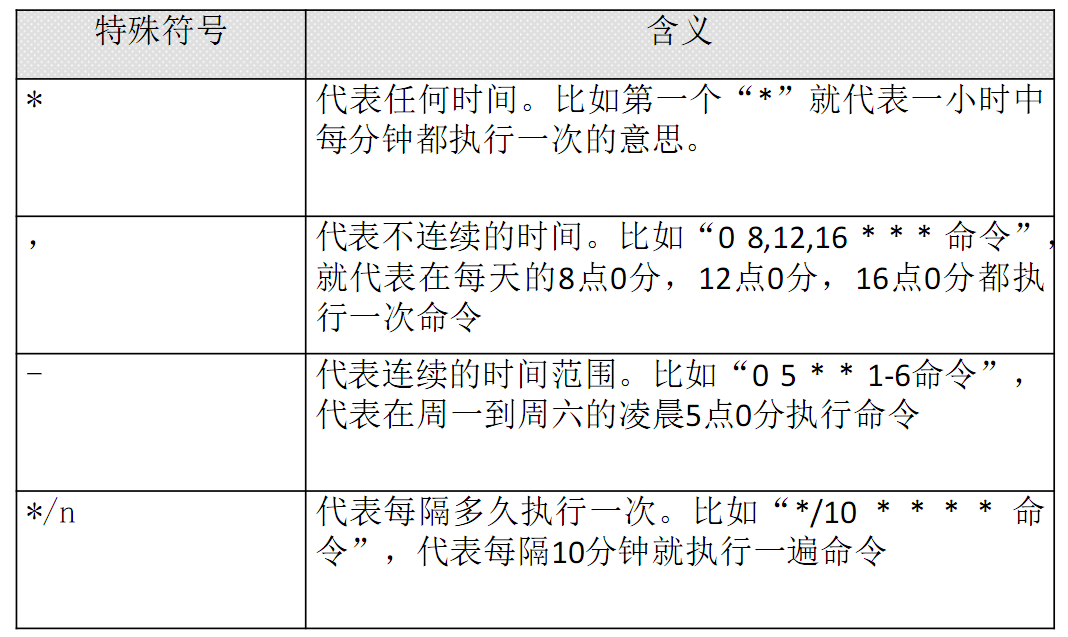 特殊符号 含义
* 代表任何时间。比如第一个“*”就代表一小时中
每分钟都执行一次的意思。
， 代表不连续的时间。比如“0 8,12,16 * * * 命令”，
就代表在每天的8点0分，12点0分，16点0分都执
行一次命令
- 代表连续的时间范围。比如“0 5 * * 1-6命令”，
代表在周一到周六的凌晨5点0分执行命令
*/n 代表每隔多久执行一次。比如“*/10 * * * * 命
令”，代表每隔10分钟就执行一遍命令